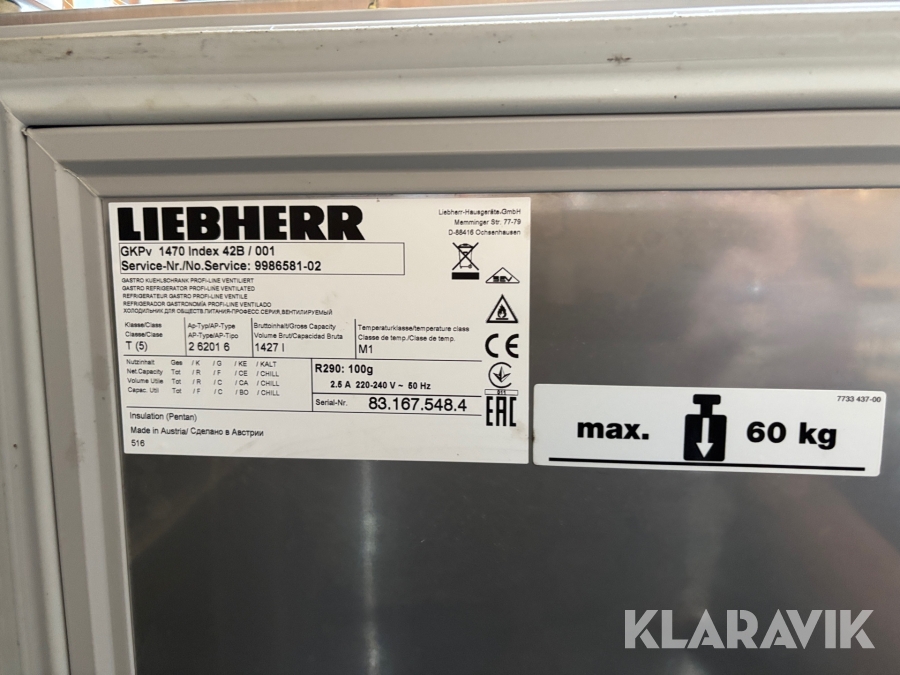 LIEBHERR
Liebherr-Hausgeräte GmbH
Memminger Str. 77-79
D-88416 Ochsenhausen
GKPv 1470 Index 42B / 001
Service-Nr./No.Service: 9986581-02
GASTRO KUEHLSCHRANK PROFI-LINE VENTILIERT
GASTRO REFRIGERATOR PROFI-LINE VENTILATED
REFRIGERATEUR GASTRO PROFI-LINE VENTILE
REFRIGERADOR GASTRONOMÍA PROFI-LINE VENTILADO
ХОЛОДИЛЬНИК ДЛЯ ОБЩЕСТВ.ПИТАНИЯ-ПРОФЕСС.СЕРИЯ,ВЕНТИЛИРУЕМЫЙ
SEV
Klasse/Class Ap-Typ/AP-Type Bruttoinhalt/Gross Capacity Temperaturklasse/temperature class
Classe/Clase AP-Type/AP-Tipo Volume Brut/Capacidad Bruta Classe de temp./Clase de temp.
T (5) 2 6201 6 1427 l M1
CE
Nutzinhalt Ges / K / G / KE / KALT
Net.Capacity Tot / R / F / CE / CHILL
Volume Utile Tot / R / C / CA / CHILL
Capac. Util Tot / F / C / BO / CHILL
R290: 100g
2.5 A 220-240 V ~ 50 Hz
Serial-Nr. 83.167.548.4
011
EAC
Insulation (Pentan)
Made in Austria/ Сделано в Австрии
516
7733 437-00
max. 60 kg
KLARAVIK